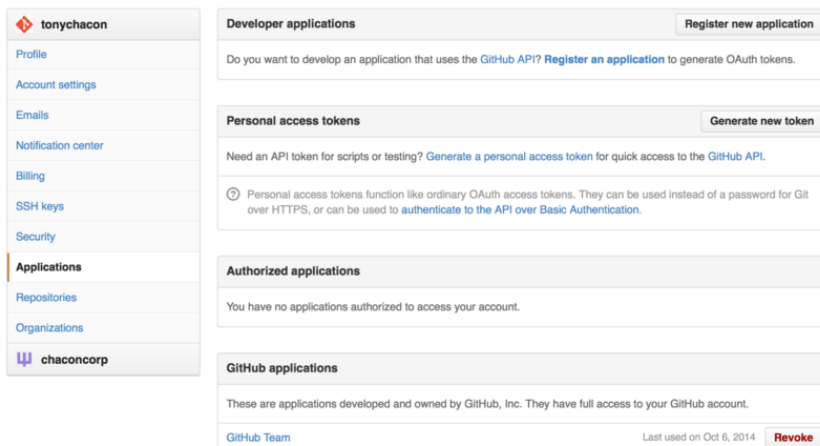 tonychacon
Profile
Account settings
Emails
Notification center
Billing
SSH keys
Security
Applications
Repositories
Organizations
chaconcorp
Developer applications
Register new application
Do you want to develop an application that uses the GitHub API? Register an application to generate OAuth tokens.
Personal access tokens
Generate new token
Need an API token for scripts or testing? Generate a personal access token for quick access to the GitHub API.
Personal access tokens function like ordinary OAuth access tokens. They can be used instead of a password for Git
over HTTPS, or can be used to authenticate to the API over Basic Authentication.
Authorized applications
You have no applications authorized to access your account.
GitHub applications
These are applications developed and owned by GitHub, Inc. They have full access to your GitHub account.
GitHub Team
Last used on Oct 6, 2014
Revoke